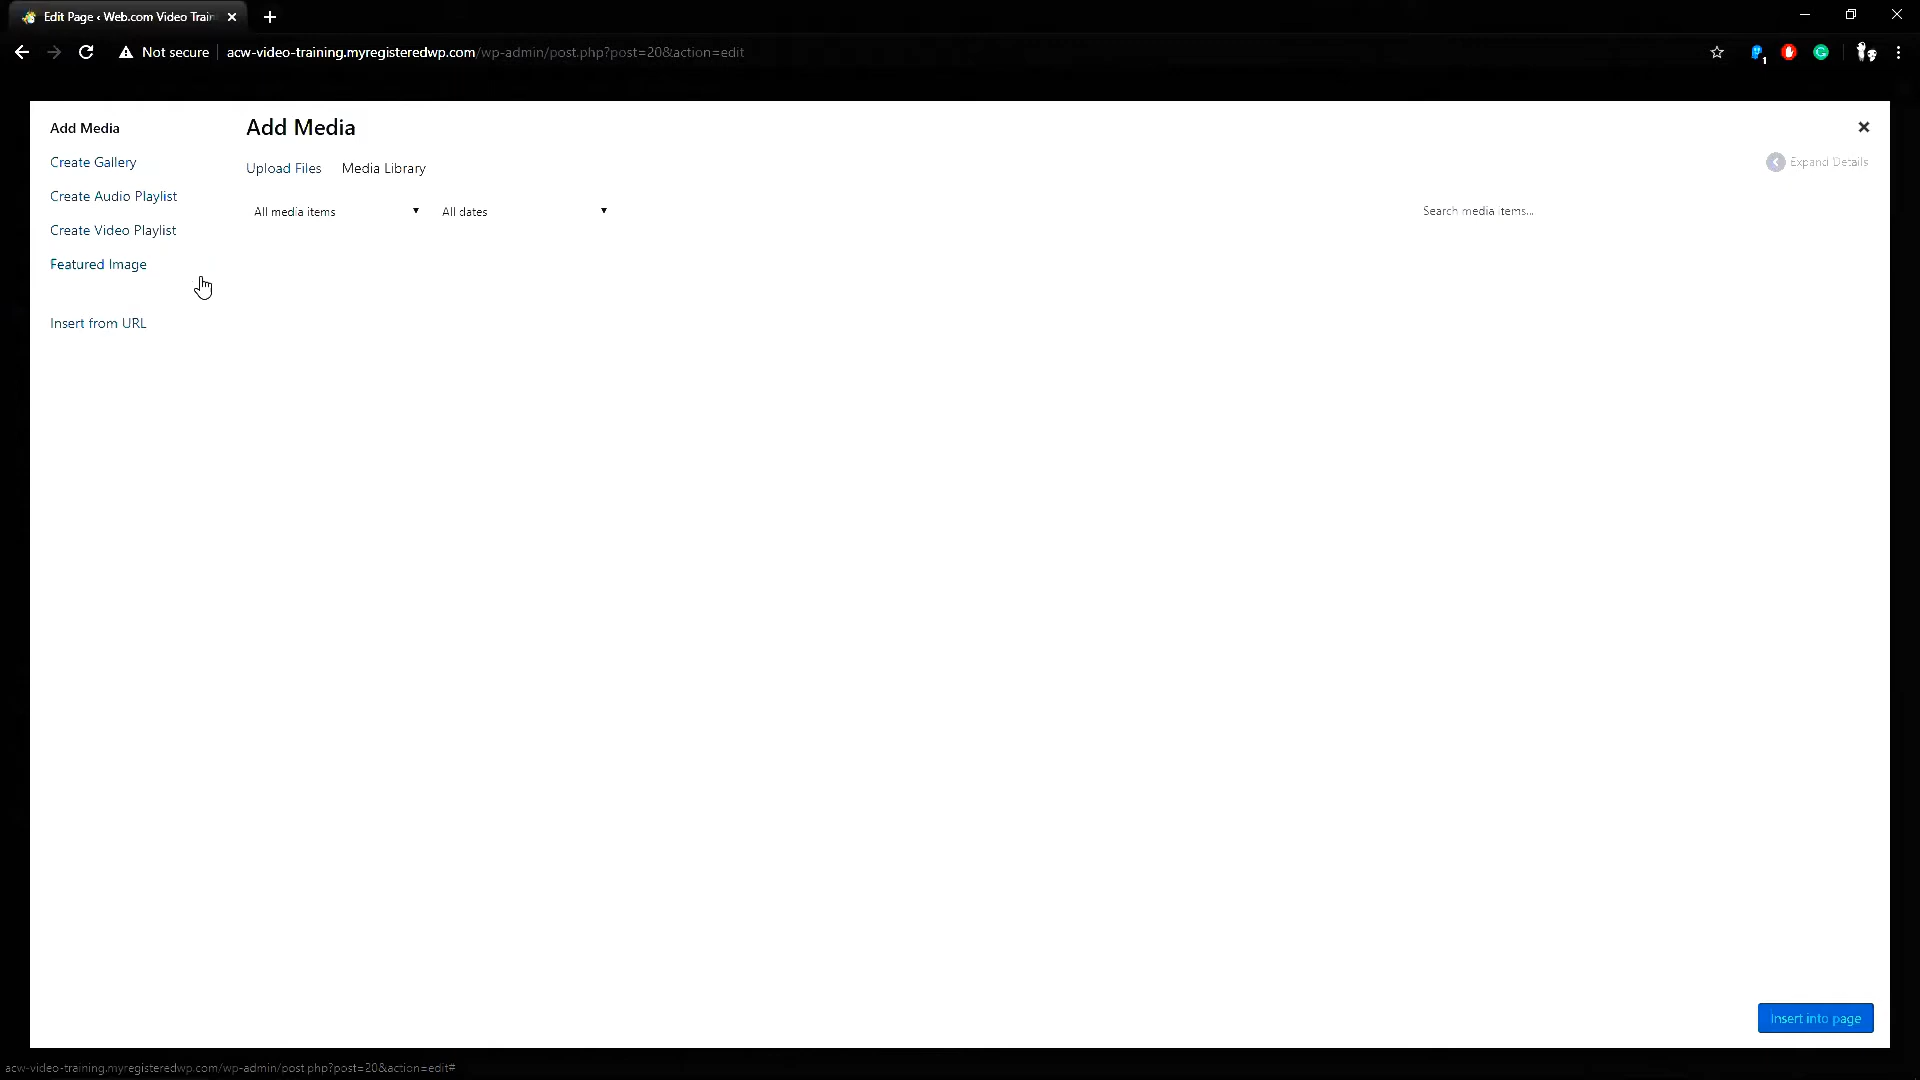 Edit Page ‹ Web.com Video Train
Not secure acw-video-training.myregisteredwp.com/wp-admin/post.php?post=20&action=edit
1
Add Media
Create Gallery
Create Audio Playlist
Create Video Playlist
Featured Image
Insert from URL
Add Media
Expand Details
Upload Files Media Library
All media items All dates Search media items...
Insert into page
acw-video-training.myregisteredwp.com/wp-admin/post.php?post=20&action=edit#